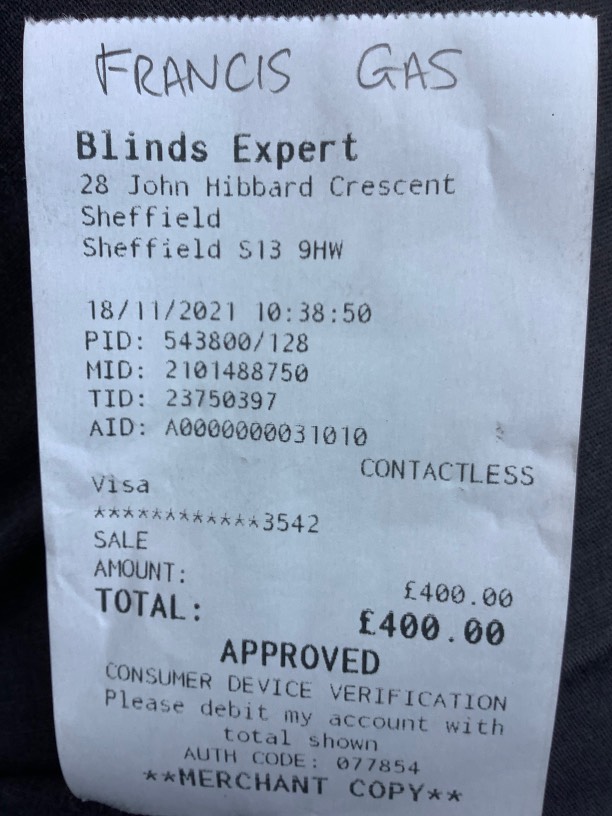 FRANCIS GAS
Blinds Expert
28 John Hibbard Crescent
Sheffield
Sheffield S13 9HW
18/11/2021 10:38:50
PID: 543800/128
MID: 2101488750
TID: 23750397
AID: A0000000031010
CONTACTLESS
Visa
************3542
SALE
AMOUNT: £400.00
TOTAL: £400.00
APPROVED
CONSUMER DEVICE VERIFICATION
Please debit my account with
total shown
AUTH CODE: 077854
**MERCHANT COPY**